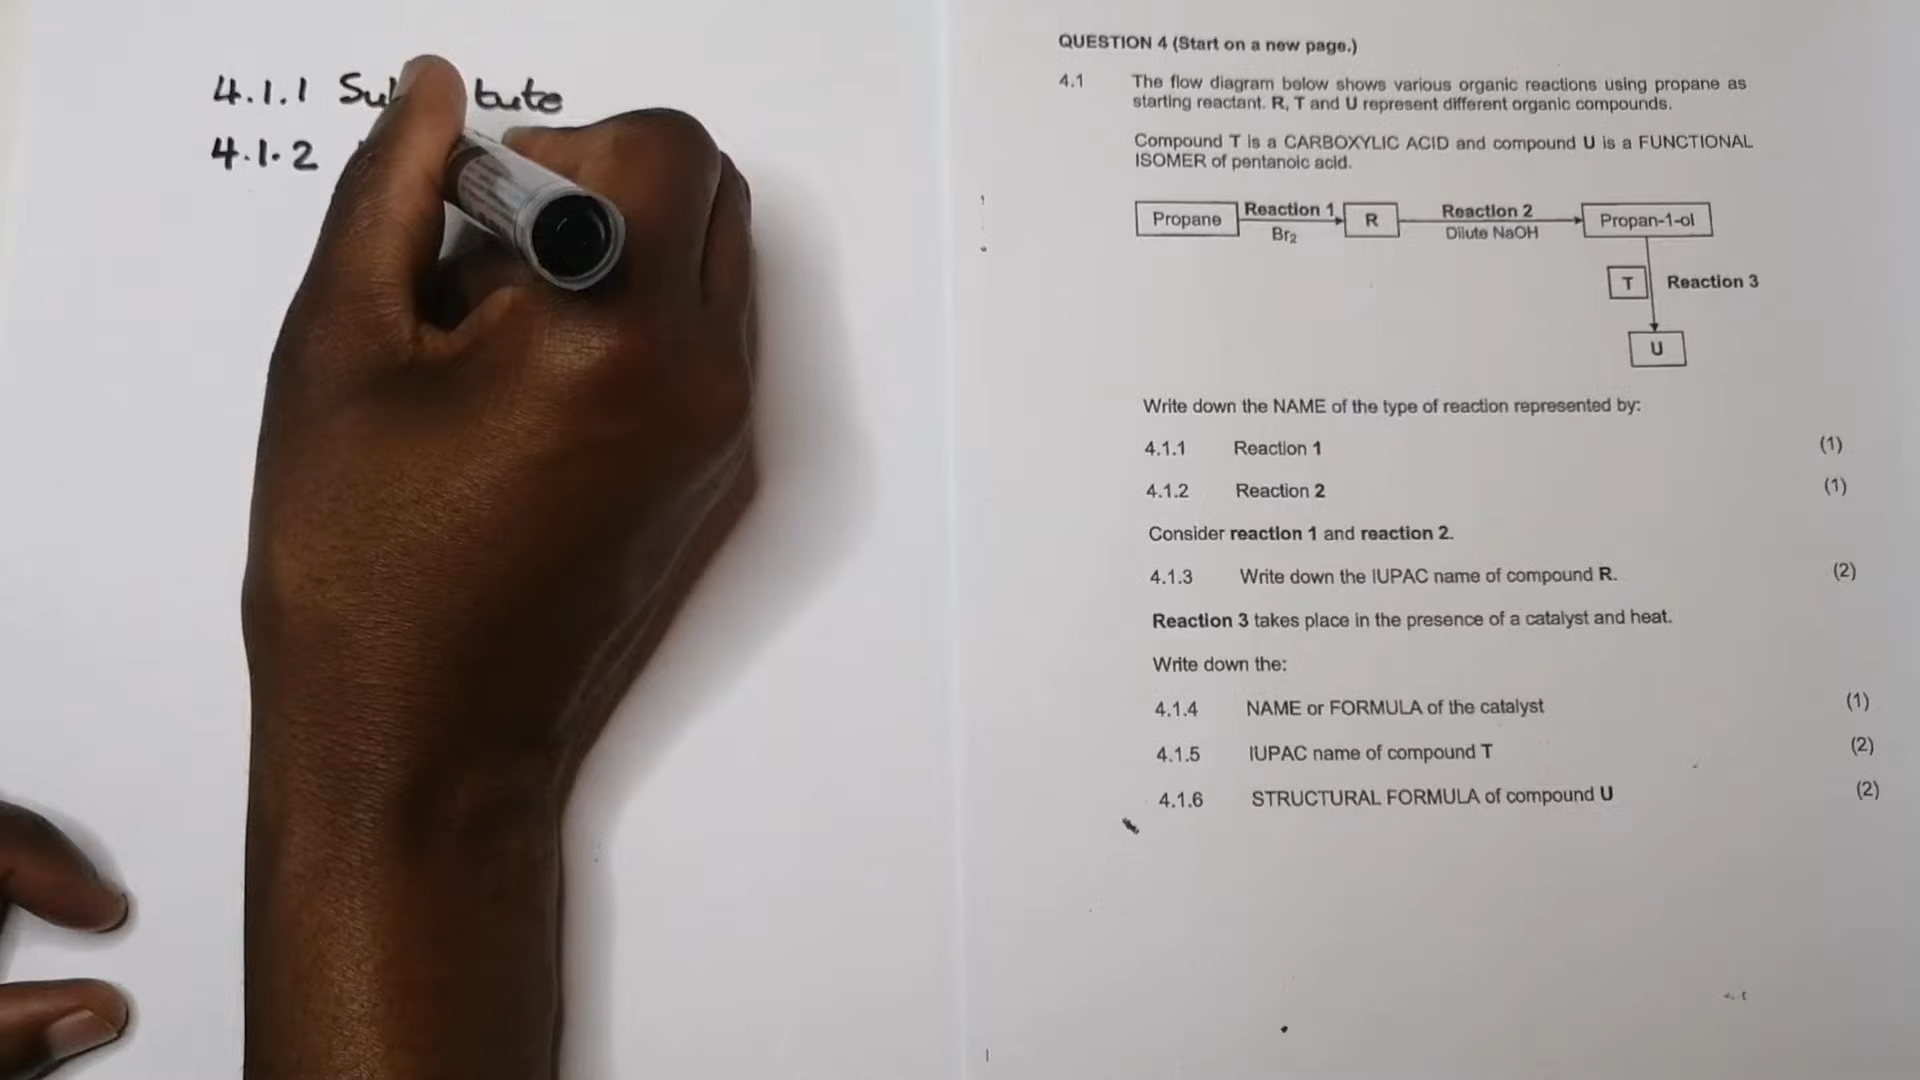 4.1.1 tute
4.1.2
QUESTION 4 (Start on a new page.)
4.1 The flow diagram below shows various organic reactions using propane as
starting reactant. R, T and U represent different organic compounds.
Compound T is a CARBOXYLIC ACID and compound U is a FUNCTIONAL
ISOMER of pentanoic acid.
Propane Reaction 1 Br2 R Reaction 2 Dilute NaOH Propan-1-ol
T Reaction 3
U
Write down the NAME of the type of reaction represented by:
4.1.1 Reaction 1 (1)
4.1.2 Reaction 2 (1)
Consider reaction 1 and reaction 2.
4.1.3 Write down the IUPAC name of compound R. (2)
Reaction 3 takes place in the presence of a catalyst and heat.
Write down the:
4.1.4 NAME or FORMULA of the catalyst (1)
4.1.5 IUPAC name of compound T (2)
4.1.6 STRUCTURAL FORMULA of compound U (2)